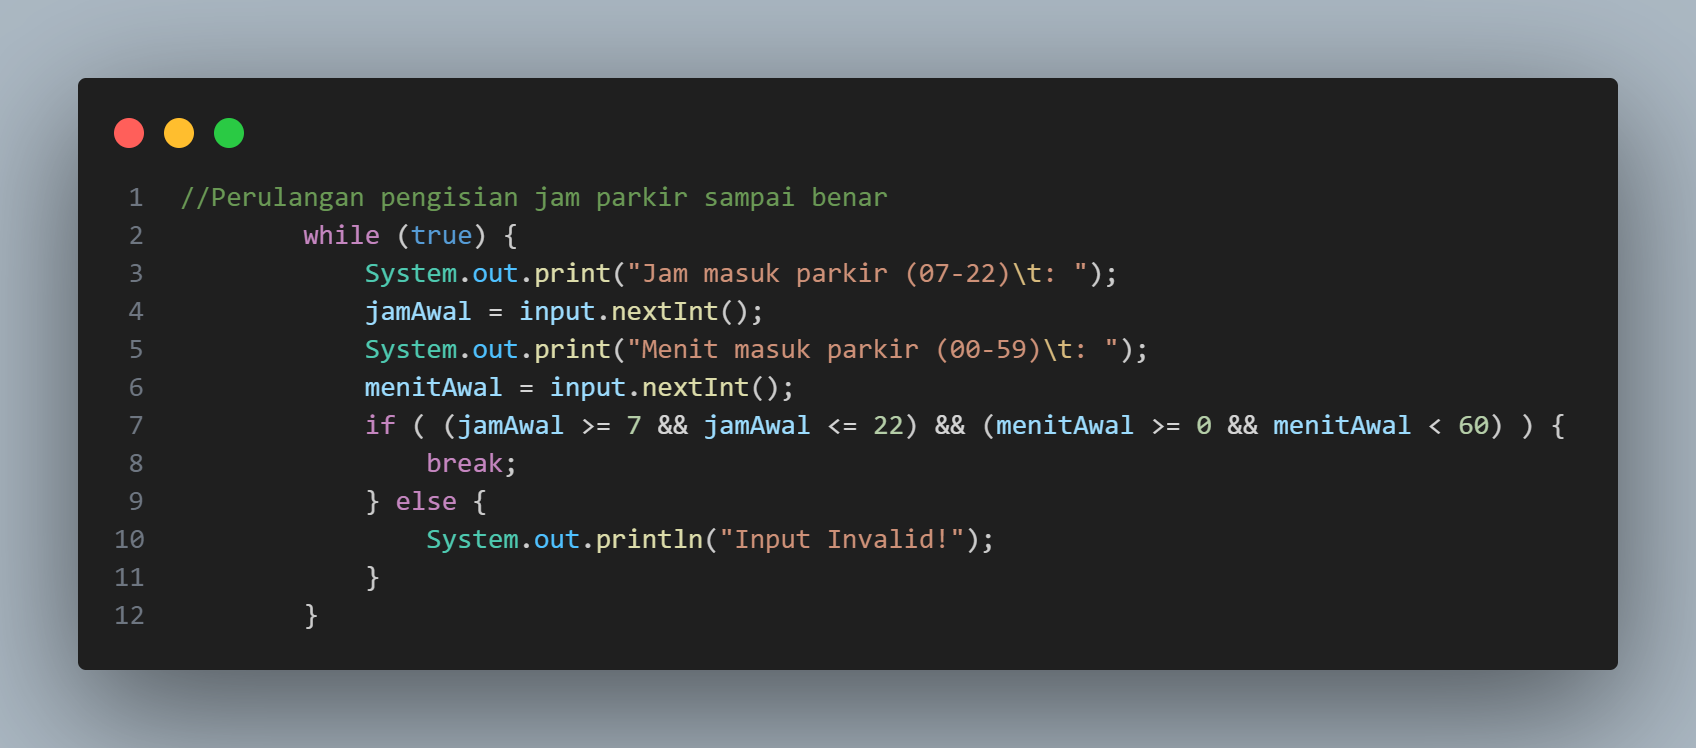 1 //Perulangan pengisian jam parkir sampai benar
2         while (true) {
3             System.out.print("Jam masuk parkir (07-22)\t: ");
4             jamAwal = input.nextInt();
5             System.out.print("Menit masuk parkir (00-59)\t: ");
6             menitAwal = input.nextInt();
7             if ( (jamAwal >= 7 && jamAwal <= 22) && (menitAwal >= 0 && menitAwal < 60) ) {
8                 break;
9             } else {
10                 System.out.println("Input Invalid!");
11             }
12         }